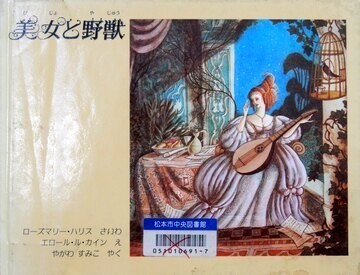 び じょ や じゅう
美女と野獣
ローズマリー・ハリス さいわ
エロール・ル・カイン え
やがわ すみこ やく
松本市中央図書館
051010691-7